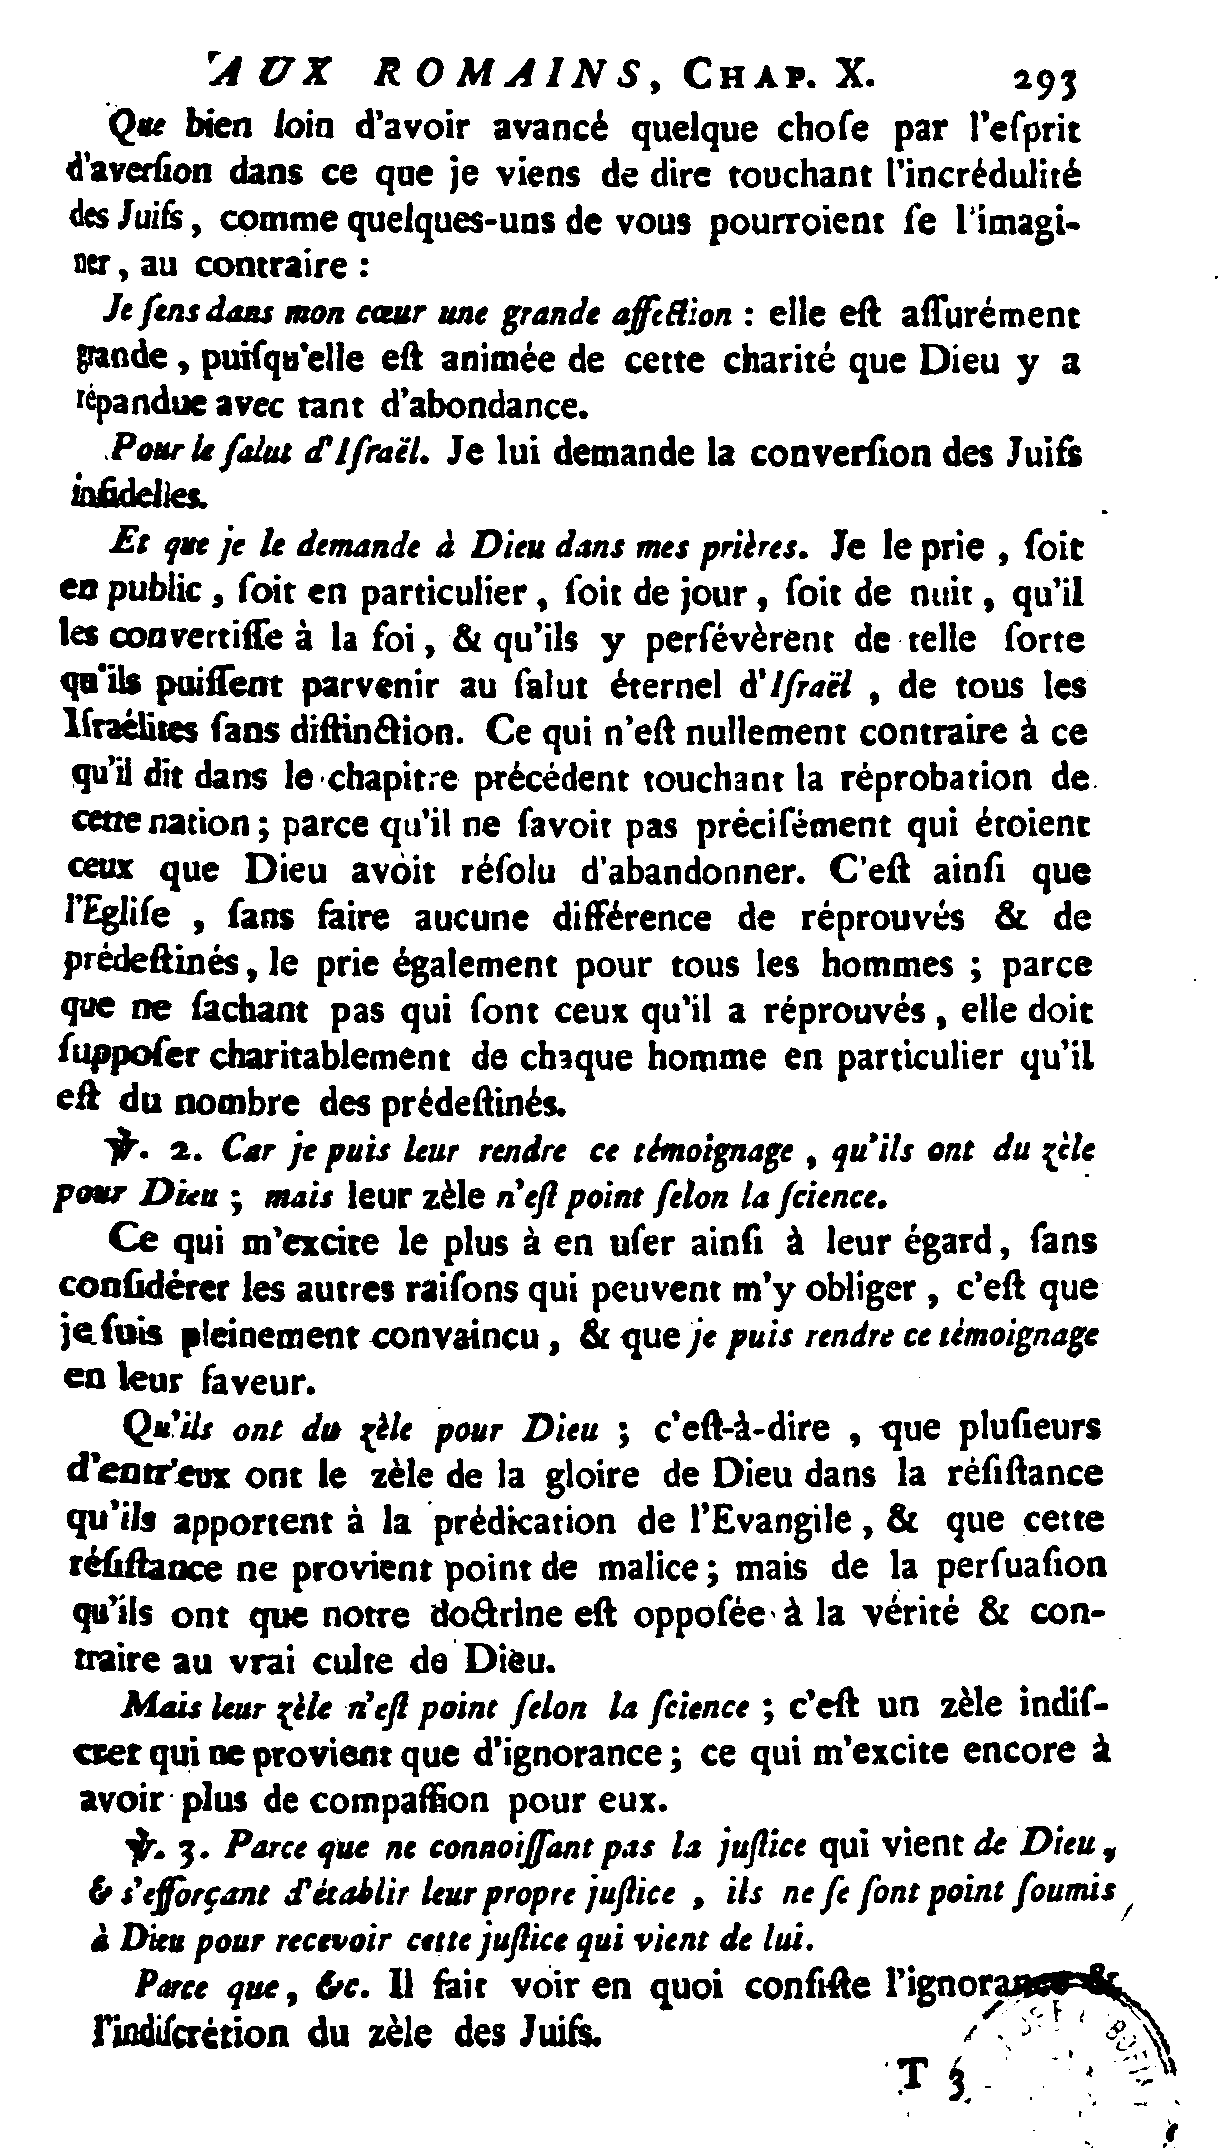 AUX ROMAINS, CHAP. X. 293
Que bien loin d'avoir avancé quelque choſe par l'eſprit
d'averſion dans ce que je viens de dire touchant l'incrédulité
des Juifs, comme quelques-uns de vous pourroient ſe l'imagi-
ner, au contraire :
Je ſens dans mon cœur une grande affection : elle eſt aſſurément
grande, puiſqu'elle eſt animée de cette charité que Dieu y a
répandue avec tant d'abondance.
Pour le ſalut d'Iſraël. Je lui demande la converſion des Juifs
infidelles.
Et que je le demande à Dieu dans mes prières. Je le prie, ſoit
en public, ſoit en particulier, ſoit de jour, ſoit de nuit, qu'il
les convertiſſe à la foi, & qu'ils y perſévèrent de telle ſorte
qu'ils puiſſent parvenir au ſalut éternel d'Iſraël, de tous les
Iſraélites ſans diſtinction. Ce qui n'eſt nullement contraire à ce
qu'il dit dans le chapitre précédent touchant la réprobation de
cette nation ; parce qu'il ne ſavoit pas préciſément qui étoient
ceux que Dieu avoit réſolu d'abandonner. C'eſt ainſi que
l'Egliſe, ſans faire aucune différence de réprouvés & de
prédeſtinés, le prie également pour tous les hommes ; parce
que ne ſachant pas qui ſont ceux qu'il a réprouvés, elle doit
ſuppoſer charitablement de chaque homme en particulier qu'il
eſt du nombre des prédeſtinés.
℣. 2. Car je puis leur rendre ce témoignage, qu'ils ont du zèle
pour Dieu ; mais leur zèle n'eſt point ſelon la ſcience.
Ce qui m'excite le plus à en uſer ainſi à leur égard, ſans
conſidérer les autres raiſons qui peuvent m'y obliger, c'eſt que
je ſuis pleinement convaincu, & que je puis rendre ce témoignage
en leur faveur.
Qu'ils ont du zèle pour Dieu ; c'eſt-à-dire, que pluſieurs
d'entr'eux ont le zèle de la gloire de Dieu dans la réſiſtance
qu'ils apportent à la prédication de l'Evangile, & que cette
réſiſtance ne provient point de malice ; mais de la perſuaſion
qu'ils ont que notre doctrine eſt oppoſée à la vérité & con-
traire au vrai culte de Dieu.
Mais leur zèle n'eſt point ſelon la ſcience ; c'eſt un zèle indiſ-
cret qui ne provient que d'ignorance ; ce qui m'excite encore à
avoir plus de compaſſion pour eux.
℣. 3. Parce que ne connoiſſant pas la juſtice qui vient de Dieu,
& s'efforçant d'établir leur propre juſtice, ils ne ſe ſont point ſoumis
à Dieu pour recevoir cette juſtice qui vient de lui.
Parce que, &c. Il fait voir en quoi conſiſte l'ignorance &
l'indiſcrétion du zèle des Juifs.
T 3